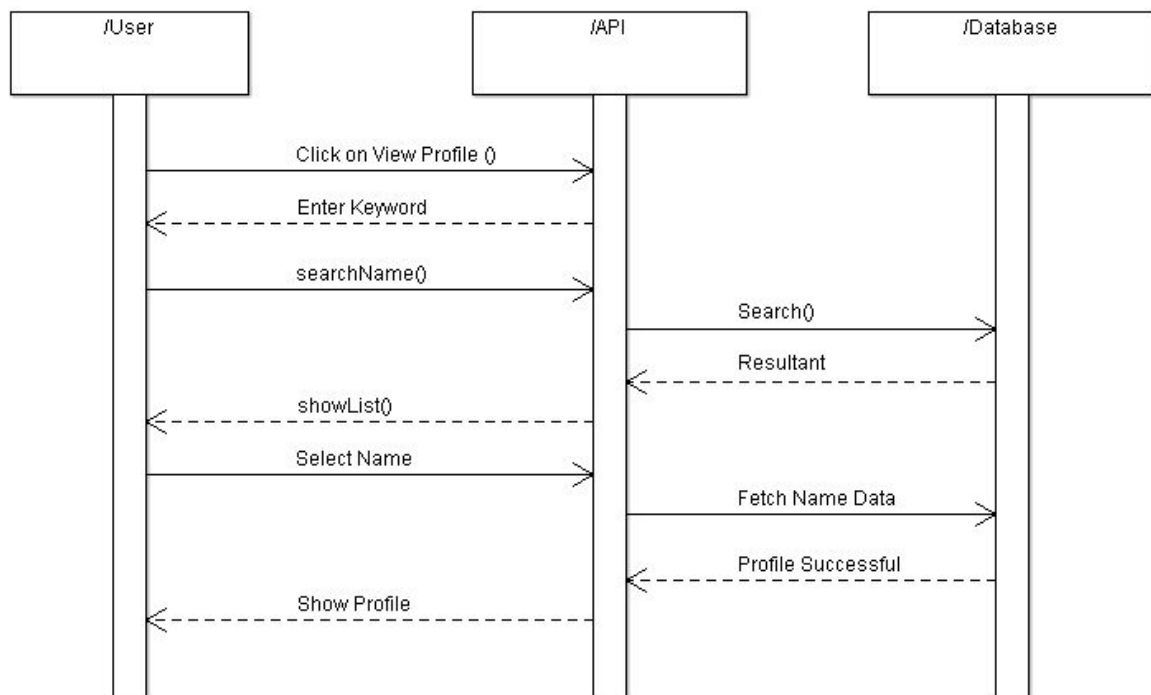 /User
/API
/Database
Click on View Profile ()
Enter Keyword
searchName()
Search()
Resultant
showList()
Select Name
Fetch Name Data
Profile Successful
Show Profile